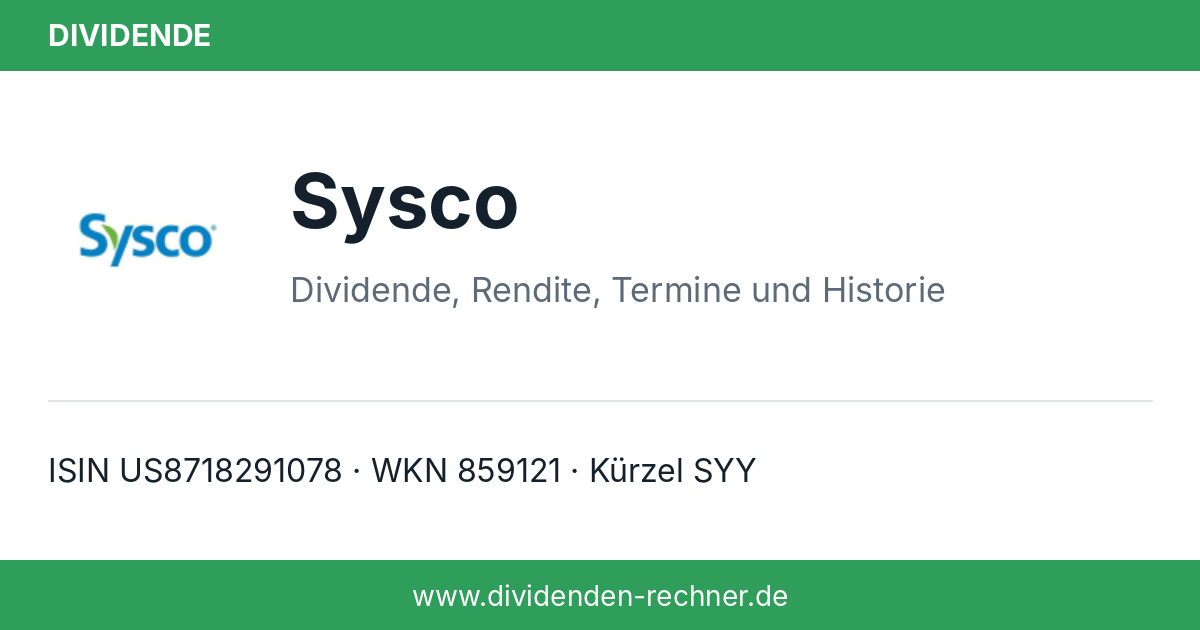 DIVIDENDE
Sysco
Sysco®
Dividende, Rendite, Termine und Historie
ISIN US8718291078 · WKN 859121 · Kürzel SYY
www.dividenden-rechner.de